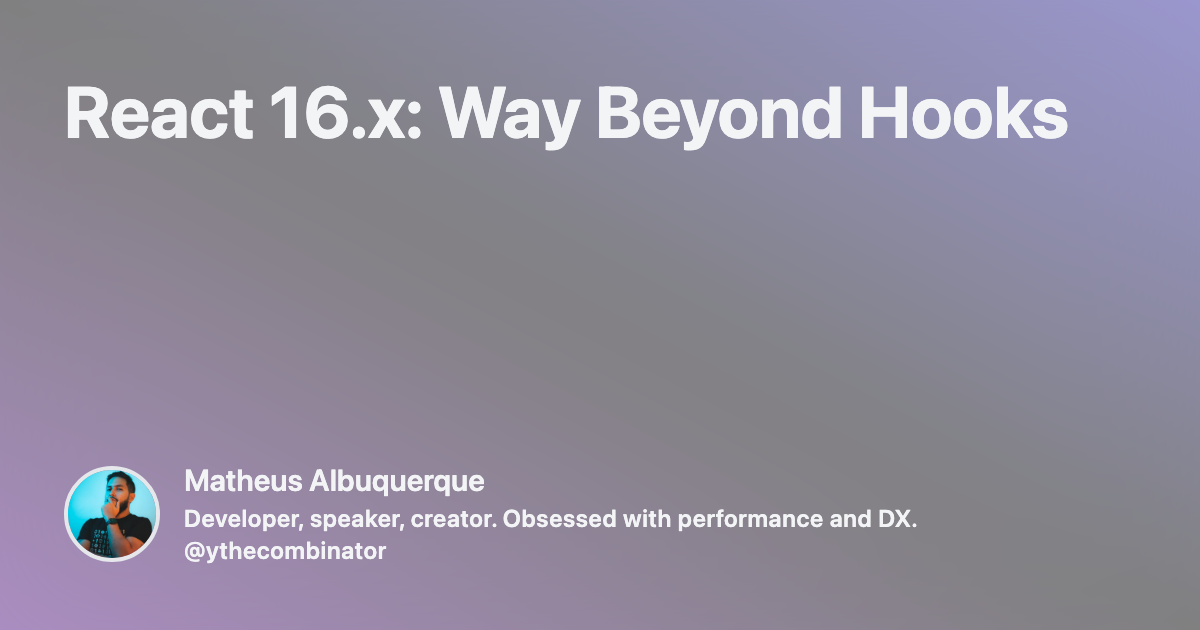 React 16.x: Way Beyond Hooks
Matheus Albuquerque
Developer, speaker, creator. Obsessed with performance and DX.
@ythecombinator